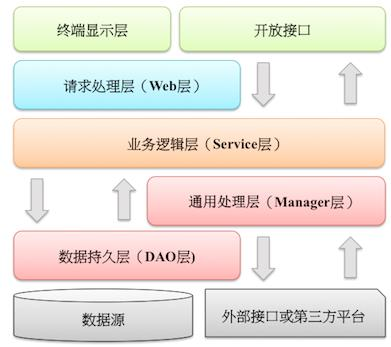 终端显示层
开放接口
请求处理层（Web层）
业务逻辑层（Service层）
通用处理层（Manager层）
数据持久层（DAO层)
数据源
外部接口或第三方平台